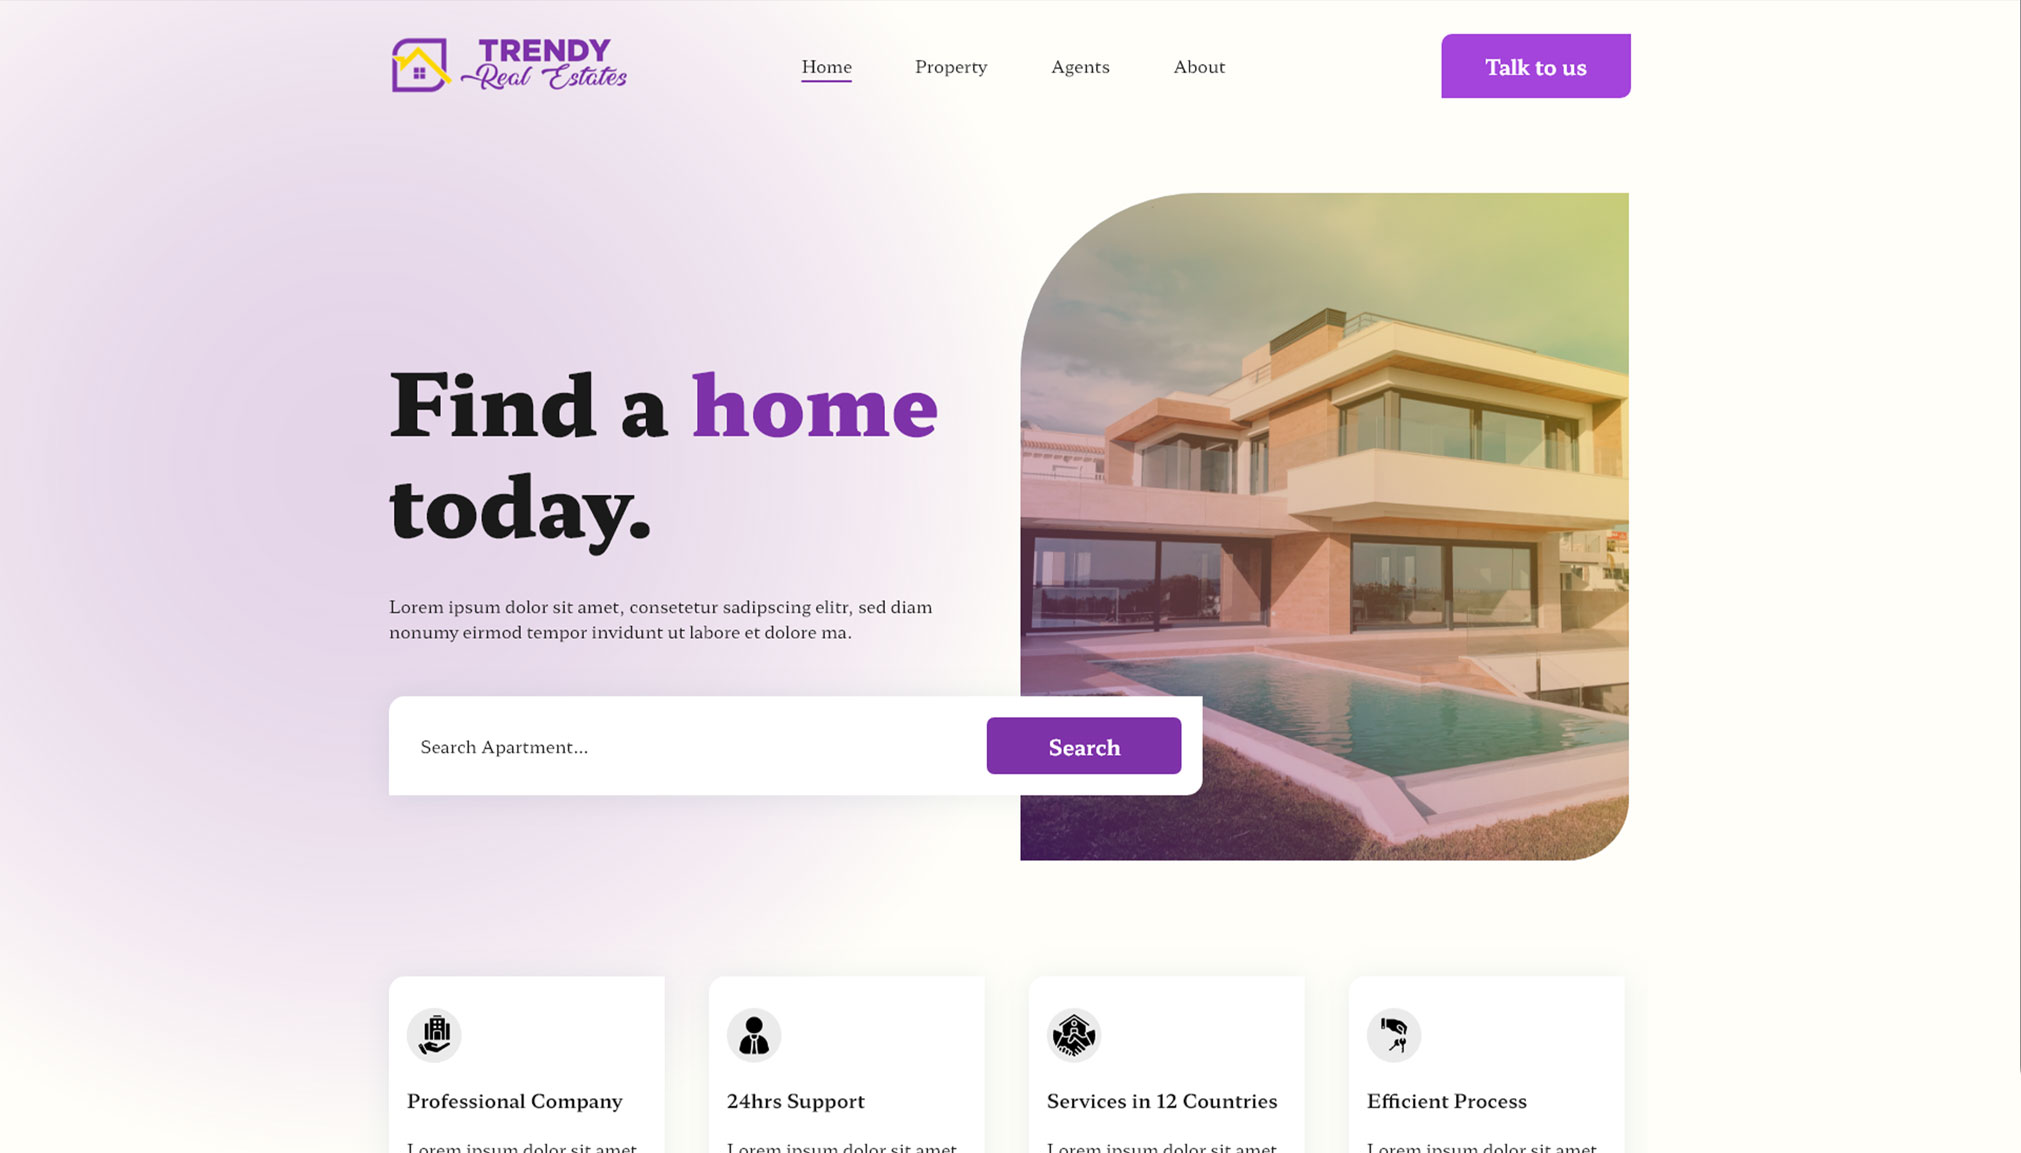 TRENDY
Real Estates
Home
Property
Agents
About
Talk to us
Find a home
today.
Lorem ipsum dolor sit amet, consetetur sadipscing elitr, sed diam
nonumy eirmod tempor invidunt ut labore et dolore ma.
Search Apartment...
Search
Professional Company
Lorem ipsum dolor sit amet
24hrs Support
Lorem ipsum dolor sit amet
Services in 12 Countries
Lorem ipsum dolor sit amet
Efficient Process
Lorem ipsum dolor sit amet